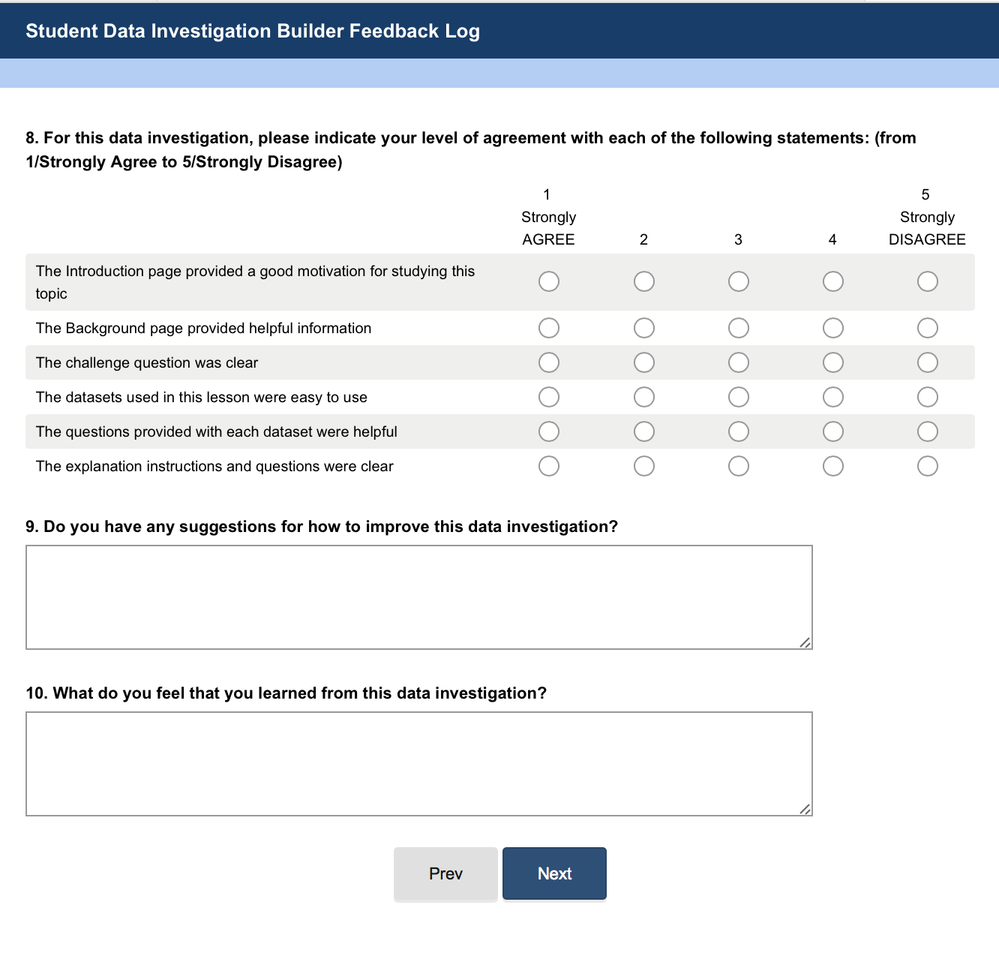 Student Data Investigation Builder Feedback Log
8. For this data investigation, please indicate your level of agreement with each of the following statements: (from
1/Strongly Agree to 5/Strongly Disagree)
1
Strongly
AGREE
2
3
4
5
Strongly
DISAGREE
The Introduction page provided a good motivation for studying this
topic
The Background page provided helpful information
The challenge question was clear
The datasets used in this lesson were easy to use
The questions provided with each dataset were helpful
The explanation instructions and questions were clear
9. Do you have any suggestions for how to improve this data investigation?
10. What do you feel that you learned from this data investigation?
Prev
Next